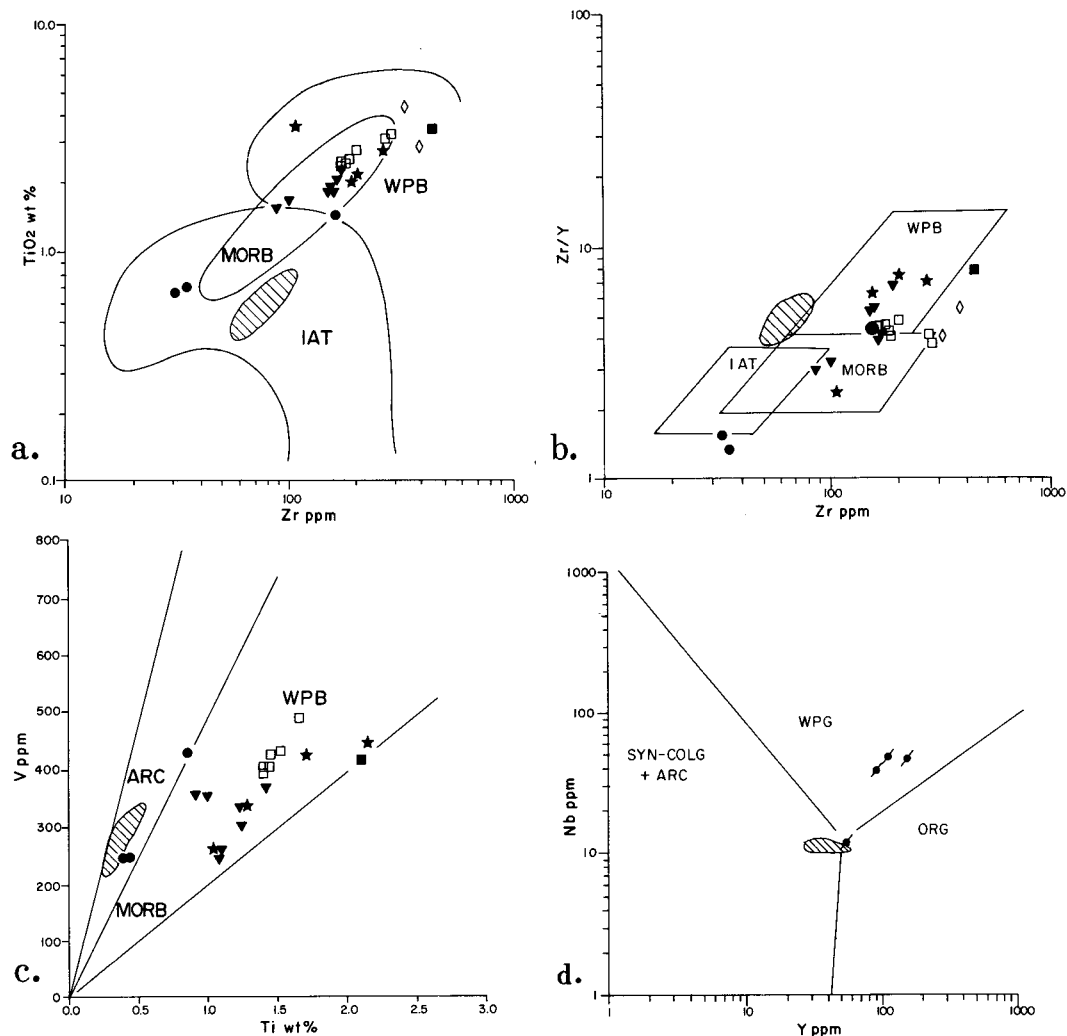 a.
10.0
1.0
0.1
TiO2 wt %
WPB
MORB
IAT
10
100
1000
Zr ppm
b.
100
10
1
Zr/Y
WPB
IAT
MORB
10
100
1000
Zr ppm
c.
800
700
600
500
400
300
200
100
0
V ppm
WPB
ARC
MORB
0.0
0.5
1.0
1.5
2.0
2.5
3.0
Ti wt%
d.
1000
100
10
1
Nb ppm
WPG
SYN-COLG
+ ARC
ORG
1
10
100
1000
Y ppm